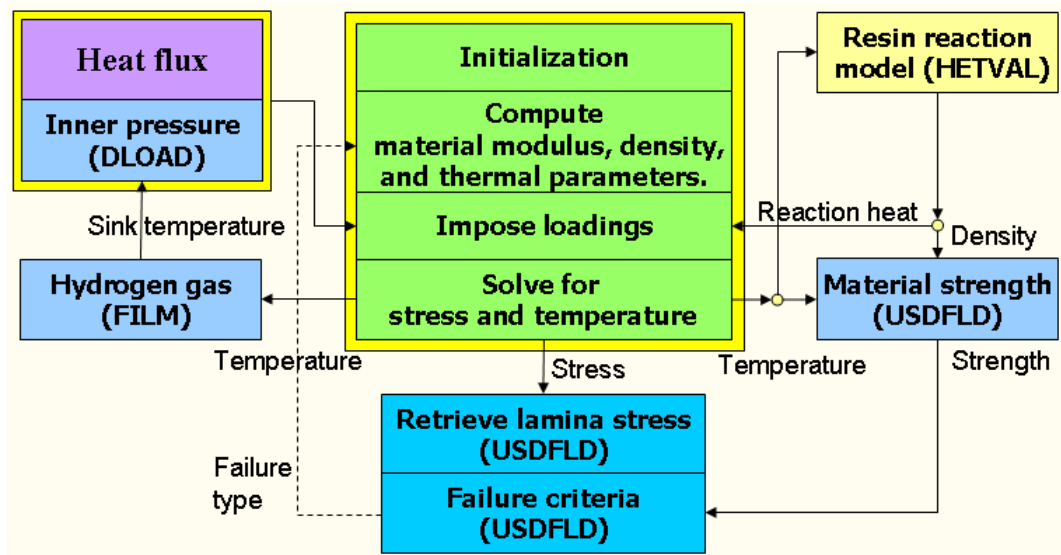 Heat flux
Inner pressure
(DLOAD)
Sink temperature
Hydrogen gas
(FILM)
Temperature
Initialization
Compute
material modulus, density,
and thermal parameters.
Impose loadings
Solve for
stress and temperature
Stress
Temperature
Resin reaction
model (HETVAL)
Reaction heat
Density
Material strength
(USDFLD)
Strength
Retrieve lamina stress
(USDFLD)
Failure criteria
(USDFLD)
Failure
type